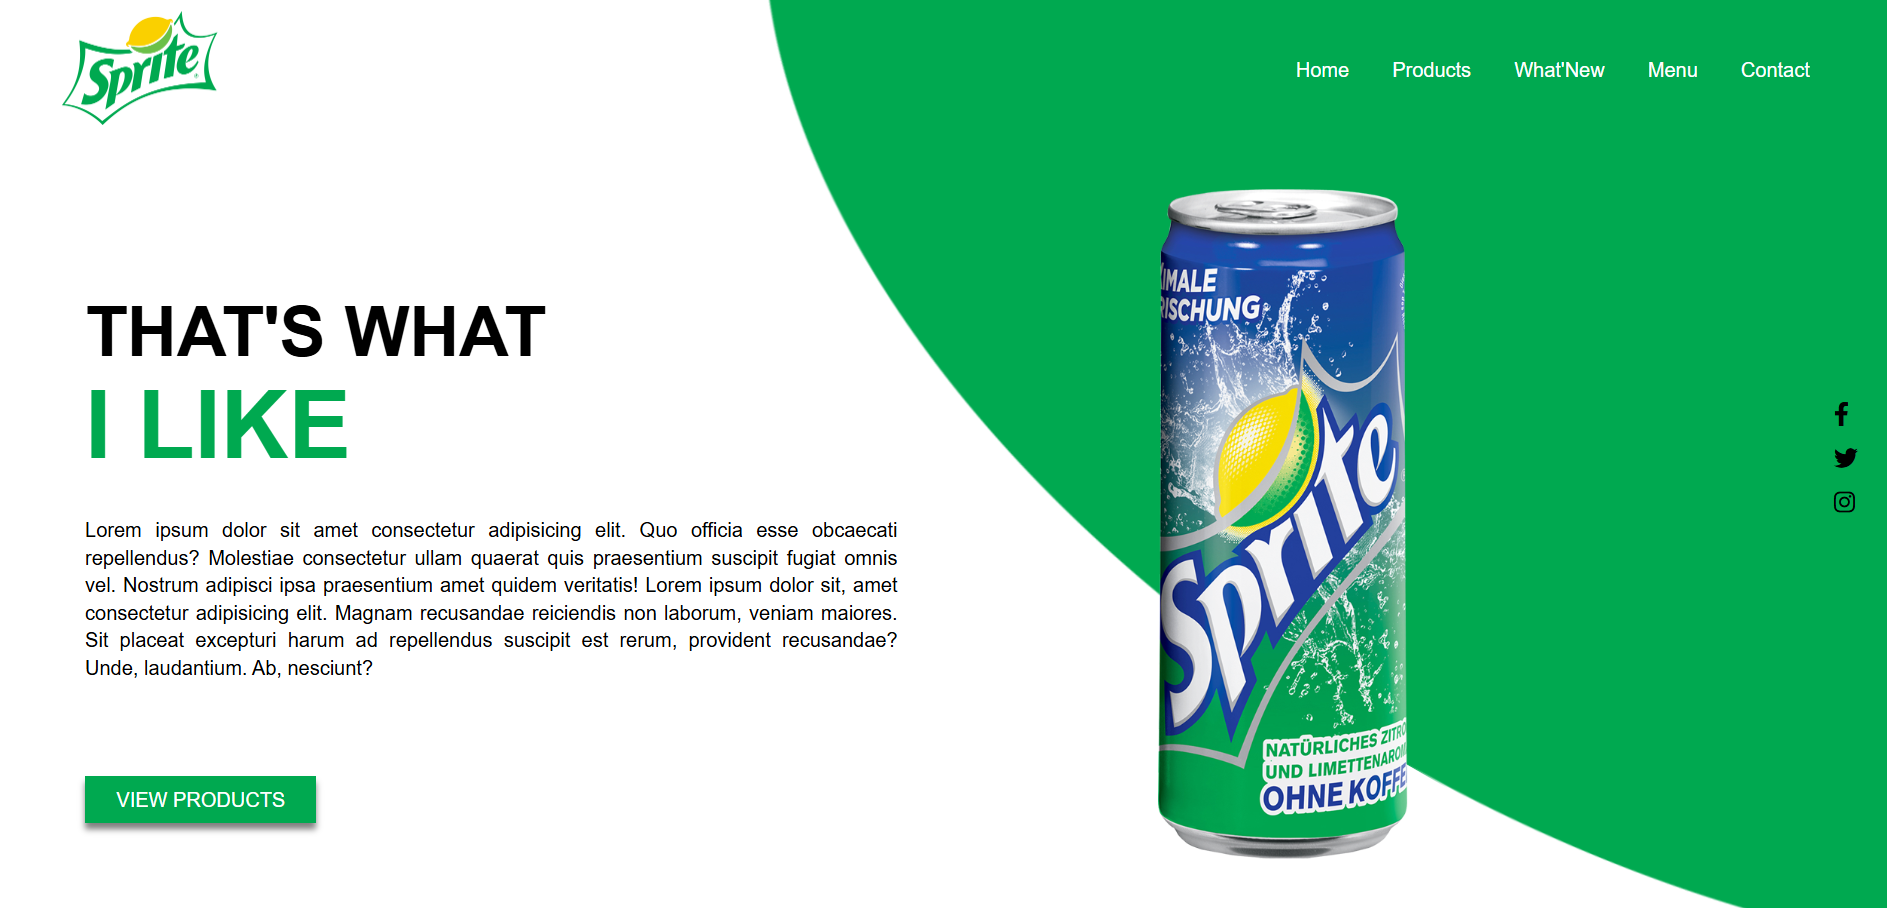 Sprite
Home Products What'New Menu Contact
THAT'S WHAT
I LIKE
Lorem ipsum dolor sit amet consectetur adipisicing elit. Quo officia esse obcaecati
repellendus? Molestiae consectetur ullam quaerat quis praesentium suscipit fugiat omnis
vel. Nostrum adipisci ipsa praesentium amet quidem veritatis! Lorem ipsum dolor sit, amet
consectetur adipisicing elit. Magnam recusandae reiciendis non laborum, veniam maiores.
Sit placeat excepturi harum ad repellendus suscipit est rerum, provident recusandae?
Unde, laudantium. Ab, nesciunt?
VIEW PRODUCTS
IMALE
RISCHUNG
Sprite
NATÜRLICHES ZITRO
UND LIMETTENAROM
OHNE KOFFE